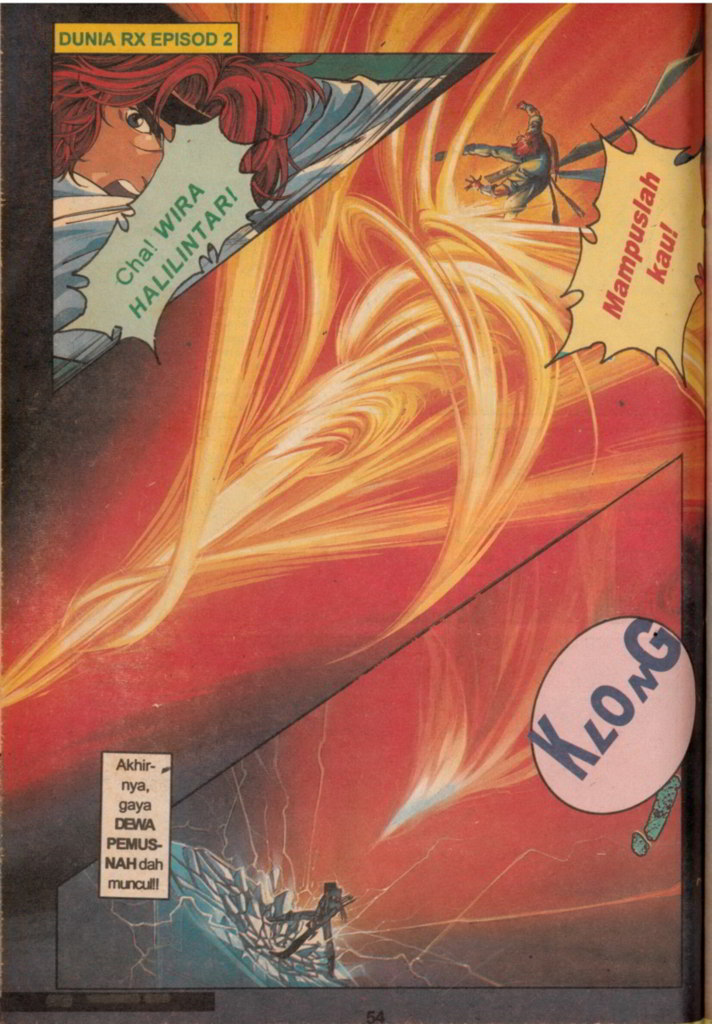 DUNIA RX EPISOD 2
Cha! WIRA
HALILINTAR!
Mampuslah
kau!
KLONG
Akhir-
nya,
gaya
DEWA
PEMUS-
NAH dah
muncul!!
54